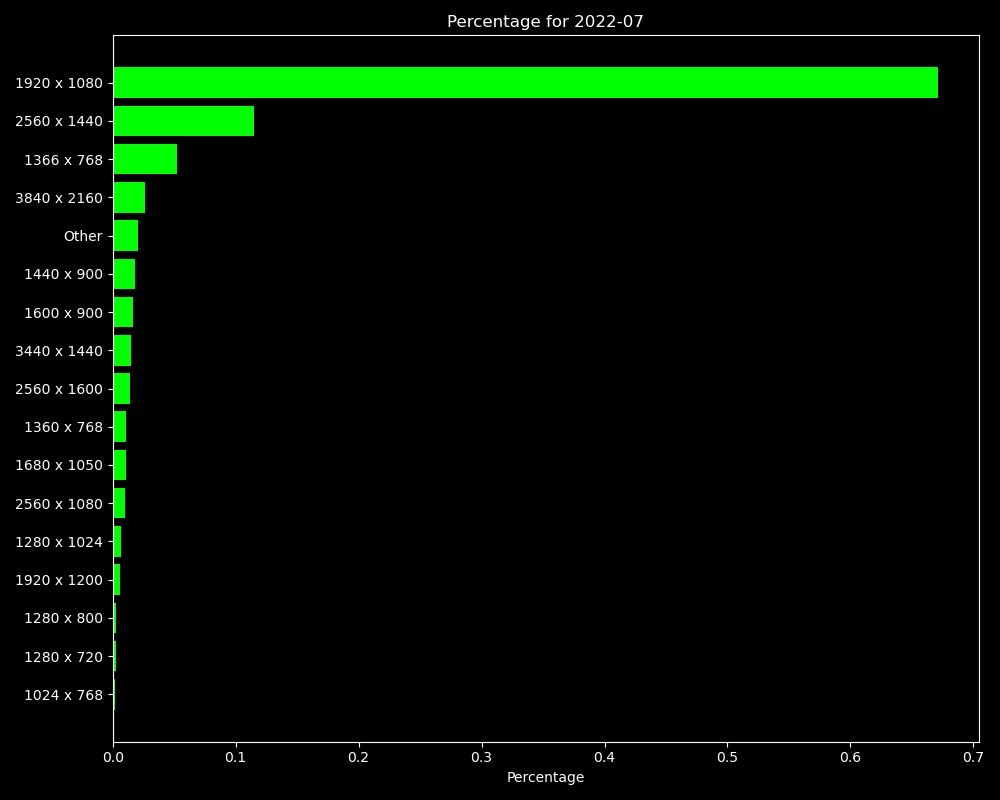 Percentage for 2022-07
1920 x 1080
2560 x 1440
1366 x 768
3840 x 2160
Other
1440 x 900
1600 x 900
3440 x 1440
2560 x 1600
1360 x 768
1680 x 1050
2560 x 1080
1280 x 1024
1920 x 1200
1280 x 800
1280 x 720
1024 x 768
0.0 0.1 0.2 0.3 0.4 0.5 0.6 0.7
Percentage